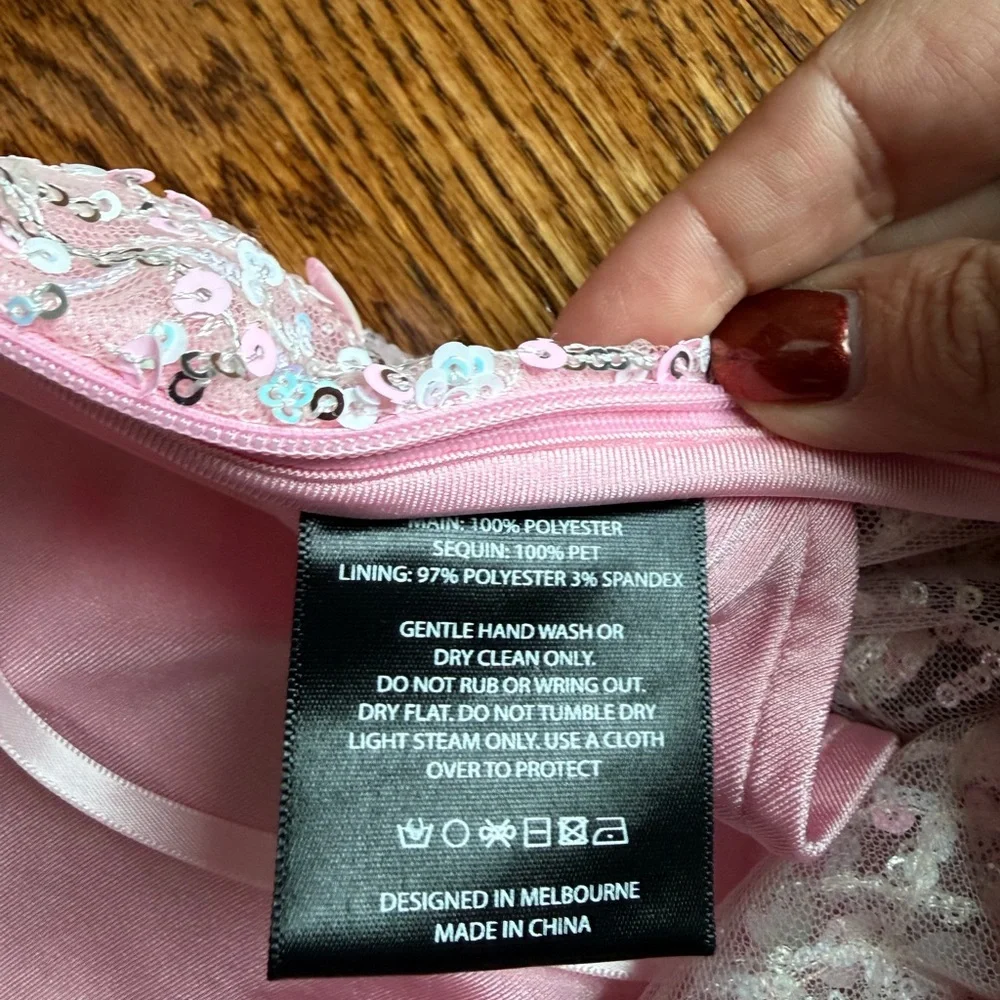 MAIN: 100% POLYESTER
SEQUIN: 100% PET
LINING: 97% POLYESTER 3% SPANDEX
GENTLE HAND WASH OR
DRY CLEAN ONLY.
DO NOT RUB OR WRING OUT.
DRY FLAT. DO NOT TUMBLE DRY
LIGHT STEAM ONLY. USE A CLOTH
OVER TO PROTECT
DESIGNED IN MELBOURNE
MADE IN CHINA